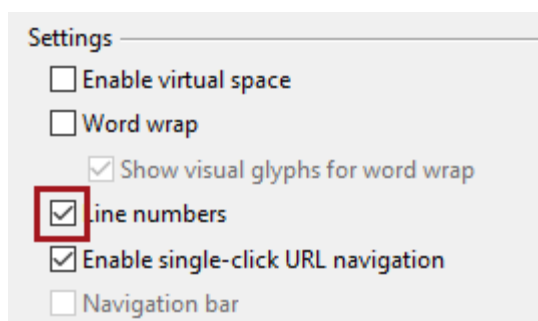 Settings
Enable virtual space
Word wrap
Show visual glyphs for word wrap
Line numbers
Enable single-click URL navigation
Navigation bar